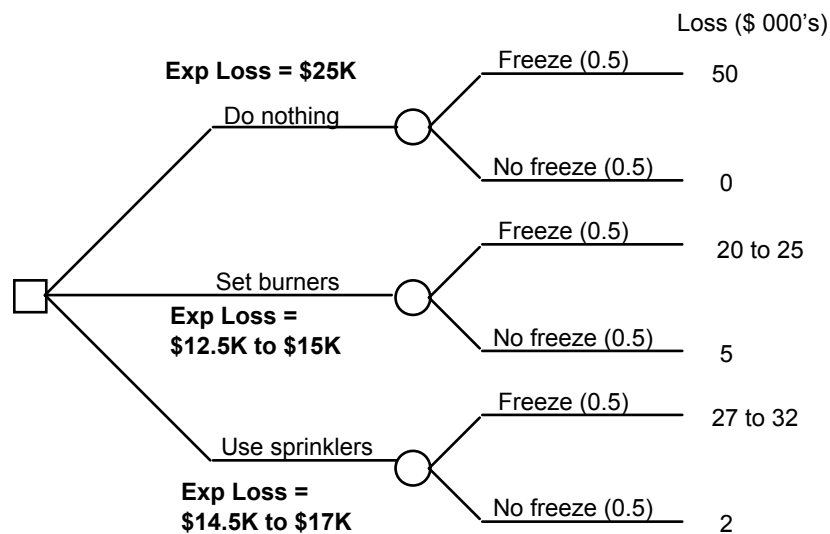 Loss ($ 000’s)
Exp Loss = $25K
Freeze (0.5)
50
Do nothing
No freeze (0.5)
0
Freeze (0.5)
20 to 25
Set burners
Exp Loss =
$12.5K to $15K
No freeze (0.5)
5
Freeze (0.5)
27 to 32
Use sprinklers
Exp Loss =
$14.5K to $17K
No freeze (0.5)
2